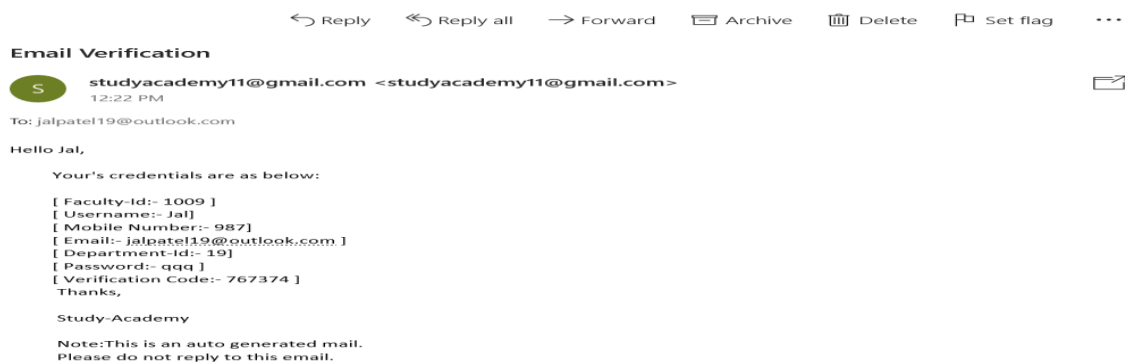 Reply Reply all Forward Archive Delete Set flag ...
Email Verification
S
studyacademy11@gmail.com <studyacademy11@gmail.com>
12:22 PM
To: jalpatel19@outlook.com
Hello Jal,
Your's credentials are as below:
[ Faculty-Id:- 1009 ]
[ Username:- Jal]
[ Mobile Number:- 987]
[ Email:- jalpatel19@outlook.com ]
[ Department-Id:- 19]
[ Password:- qqq ]
[ Verification Code:- 767374 ]
Thanks,
Study-Academy
Note:This is an auto generated mail.
Please do not reply to this email.